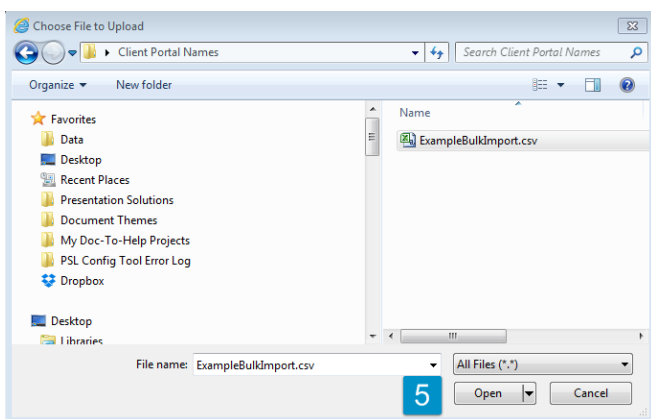 Choose File to Upload
Client Portal Names
Search Client Portal Names
Organize
New folder
Favorites
Data
Desktop
Recent Places
Presentation Solutions
Document Themes
My Doc-To-Help Projects
PSL Config Tool Error Log
Dropbox
Desktop
Libraries
Name
ExampleBulkImport.csv
File name:
ExampleBulkImport.csv
All Files (*.*)
5
Open
Cancel